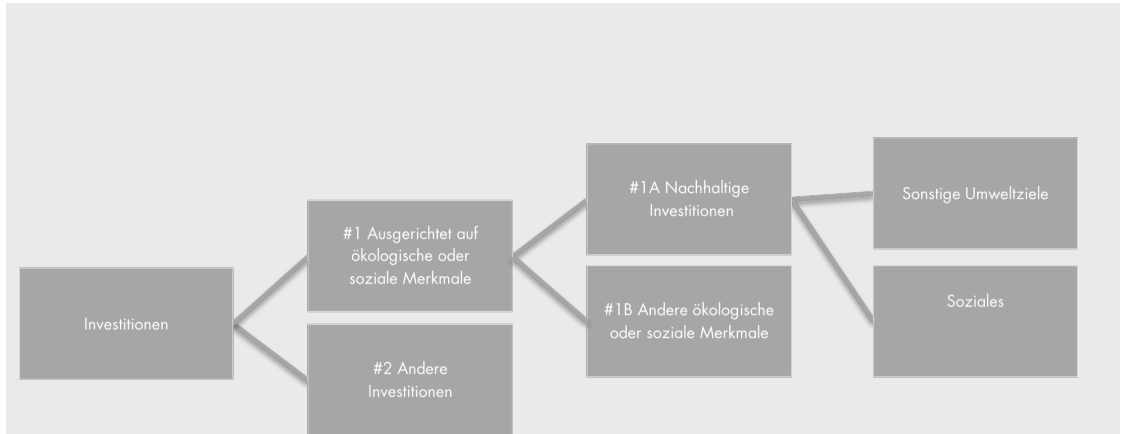 Investitionen
#1 Ausgerichtet auf
ökologische oder
soziale Merkmale
#2 Andere
Investitionen
#1A Nachhaltige
Investitionen
#1B Andere ökologische
oder soziale Merkmale
Sonstige Umweltziele
Soziales